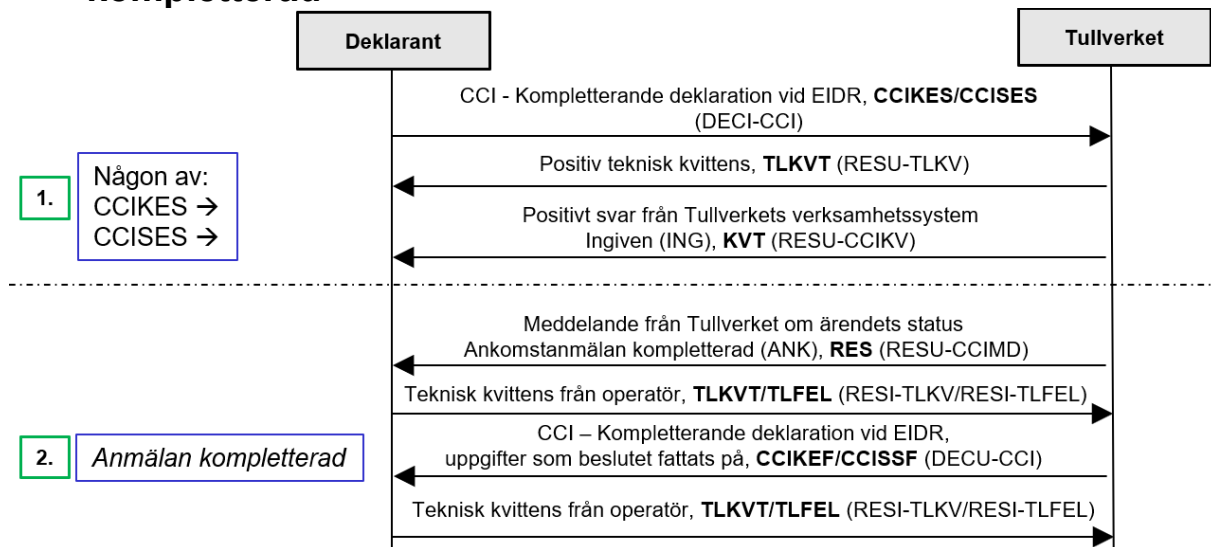 kompletterad
Deklarant
Tullverket
CCI - Kompletterande deklaration vid EIDR, CCIKES/CCISES
(DECI-CCI)
Positiv teknisk kvittens, TLKVT (RESU-TLKV)
1.
Någon av:
CCIKES →
CCISES →
Positivt svar från Tullverkets verksamhetssystem
Ingiven (ING), KVT (RESU-CCIKV)
Meddelande från Tullverket om ärendets status
Ankomstanmälan kompletterad (ANK), RES (RESU-CCIMD)
Teknisk kvittens från operatör, TLKVT/TLFEL (RESI-TLKV/RESI-TLFEL)
2.
Anmälan kompletterad
CCI – Kompletterande deklaration vid EIDR,
uppgifter som beslutet fattats på, CCIKEF/CCISSF (DECU-CCI)
Teknisk kvittens från operatör, TLKVT/TLFEL (RESI-TLKV/RESI-TLFEL)